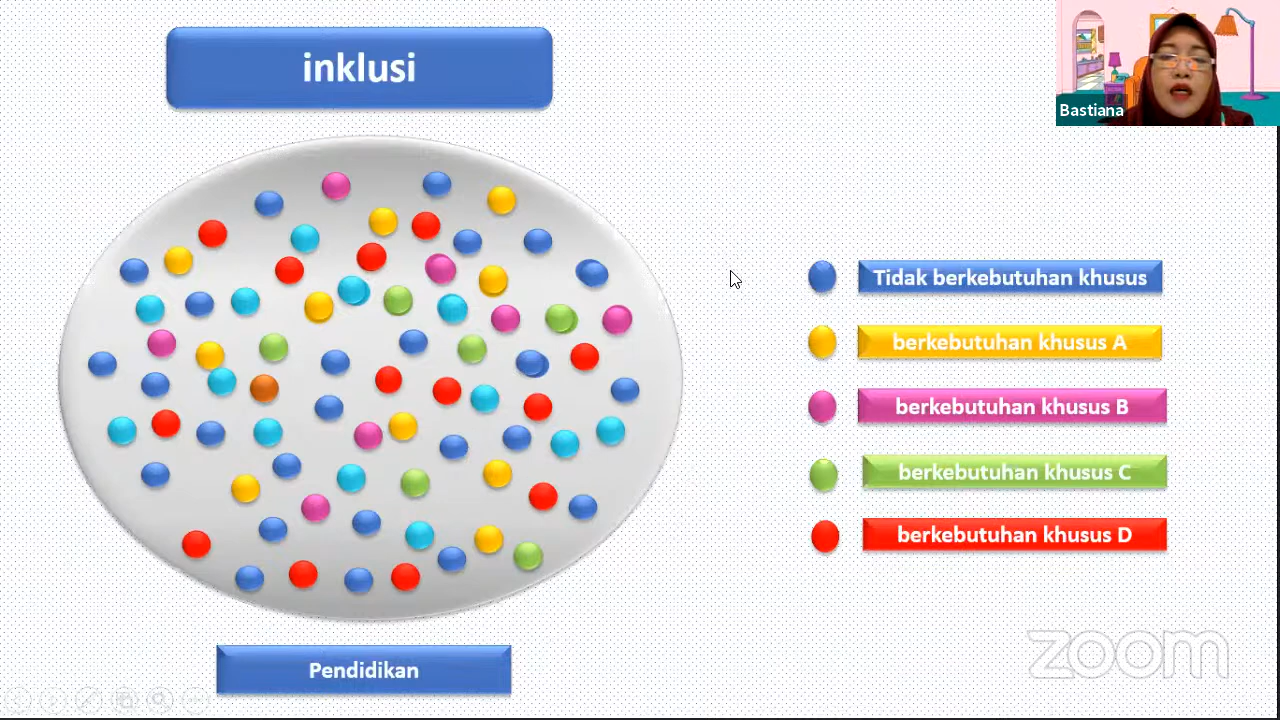 inklusi
Bastiana
Tidak berkebutuhan khusus
berkebutuhan khusus A
berkebutuhan khusus B
berkebutuhan khusus C
berkebutuhan khusus D
Pendidikan
zoom